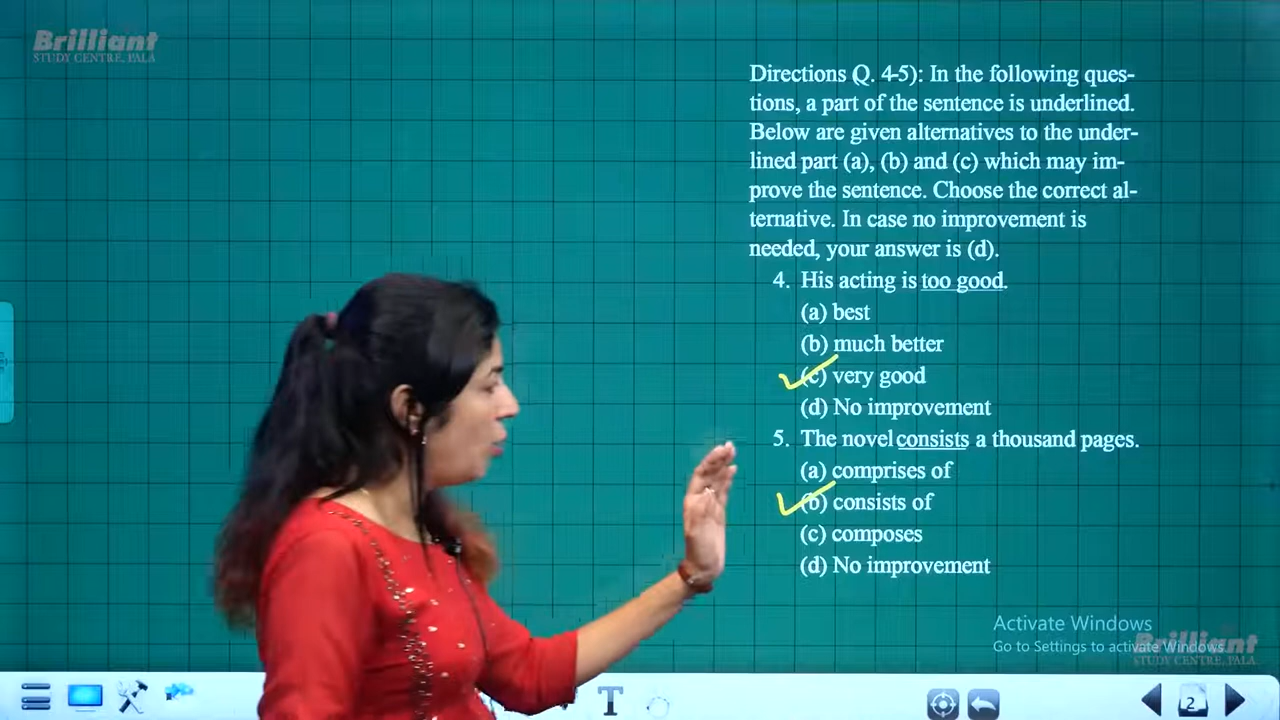 Brilliant
STUDY CENTRE, PALA
Directions (Q. 4-5): In the following ques-
tions, a part of the sentence is underlined.
Below are given alternatives to the under-
lined part (a), (b) and (c) which may im-
prove the sentence. Choose the correct al-
ternative. In case no improvement is
needed, your answer is (d).
4. His acting is too good.
(a) best
(b) much better
(c) very good
(d) No improvement
5. The novel consists a thousand pages.
(a) comprises of
(b) consists of
(c) composes
(d) No improvement
Activate Windows
Go to Settings to activate Windows.
Brilliant
STUDY CENTRE, PALA
T
2